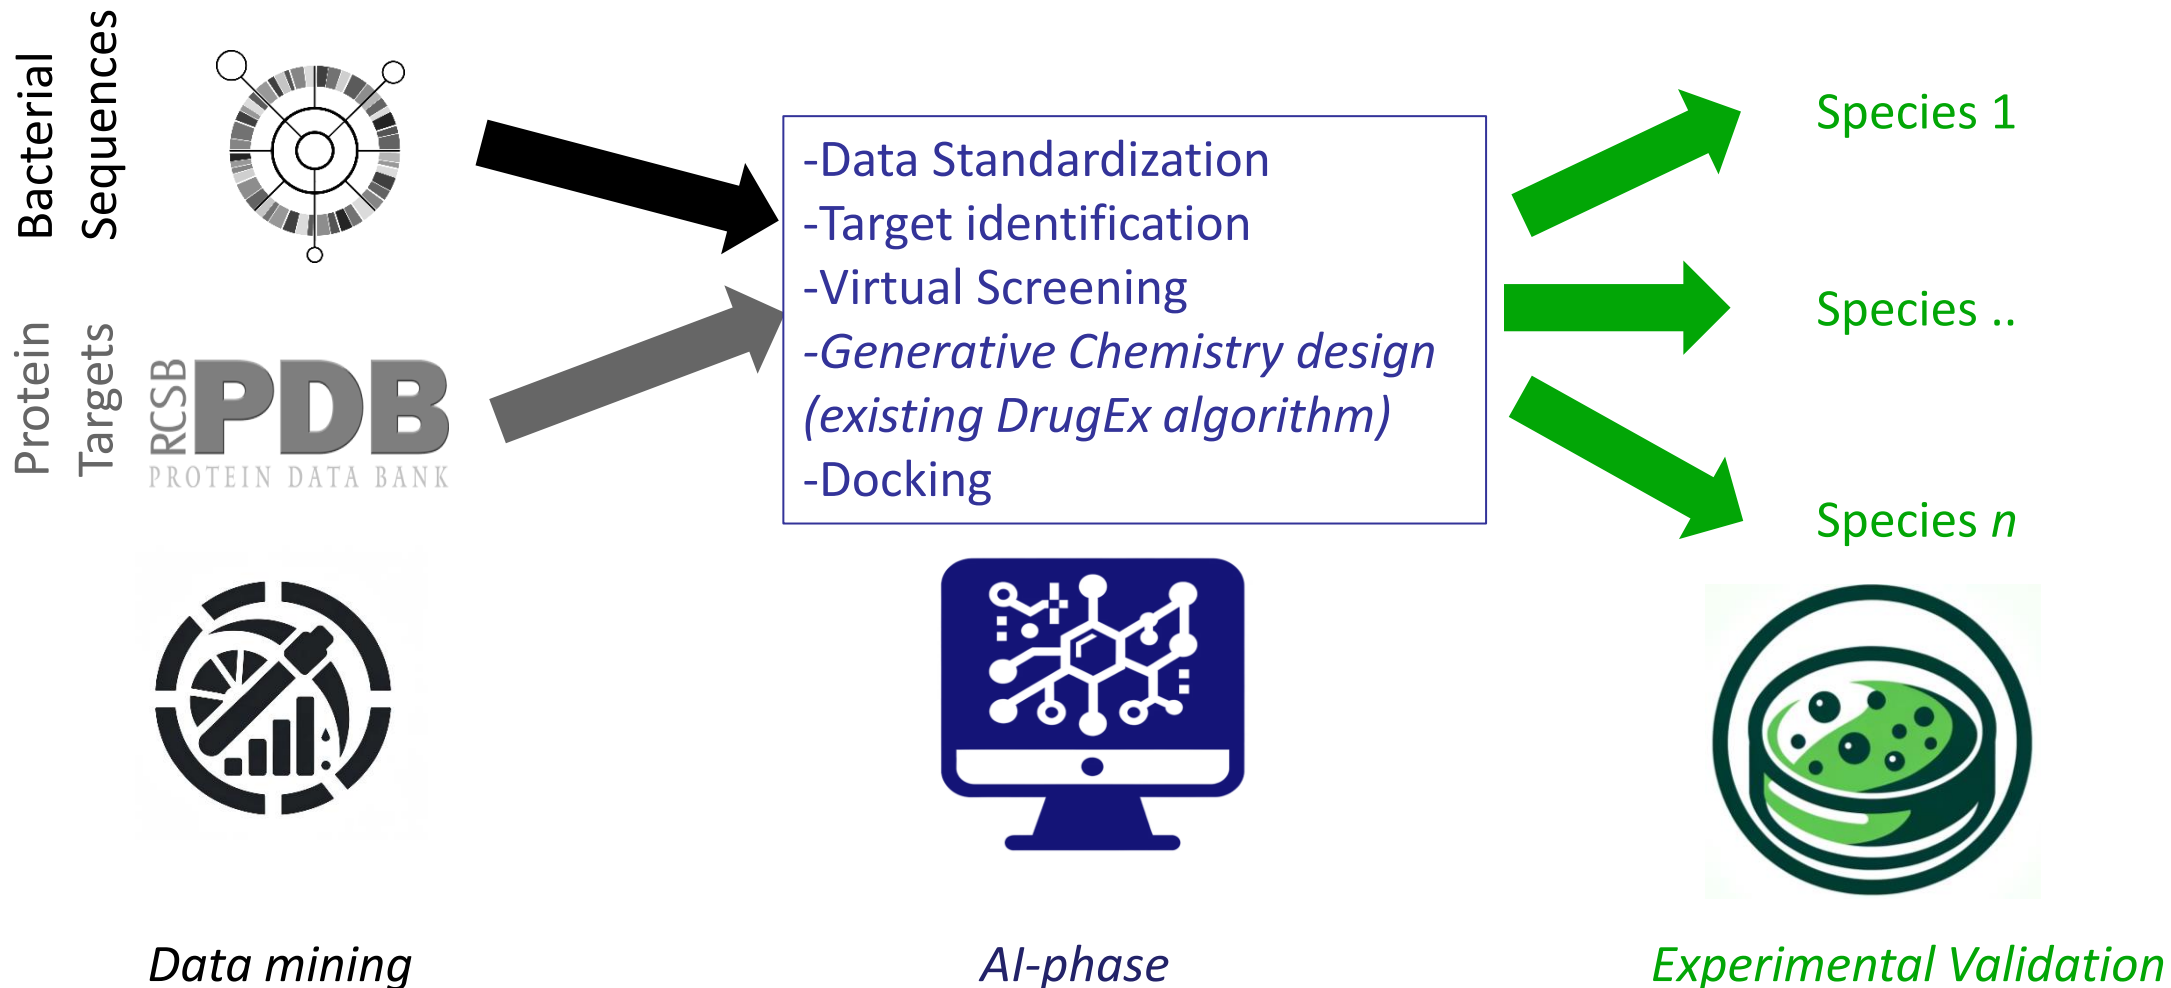 Bacterial
Sequences
Protein
Targets
RCSB
PDB
PROTEIN DATA BANK
-Data Standardization
-Target identification
-Virtual Screening
-Generative Chemistry design
(existing DrugEx algorithm)
-Docking
Species 1
Species ..
Species n
Data mining
AI-phase
Experimental Validation